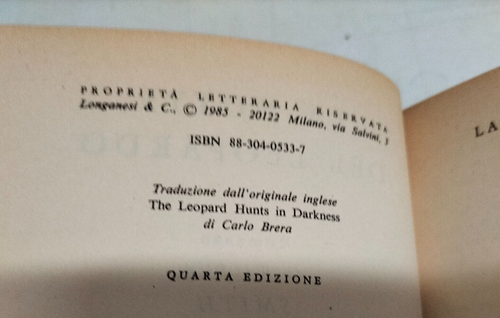 PROPRIETÀ LETTERARIA RISERVATA
Longanesi & C., © 1985 - 20122 Milano, via Salvini, 3
ISBN 88-304-0533-7
Traduzione dall'originale inglese
The Leopard Hunts in Darkness
di Carlo Brera
QUARTA EDIZIONE
LA